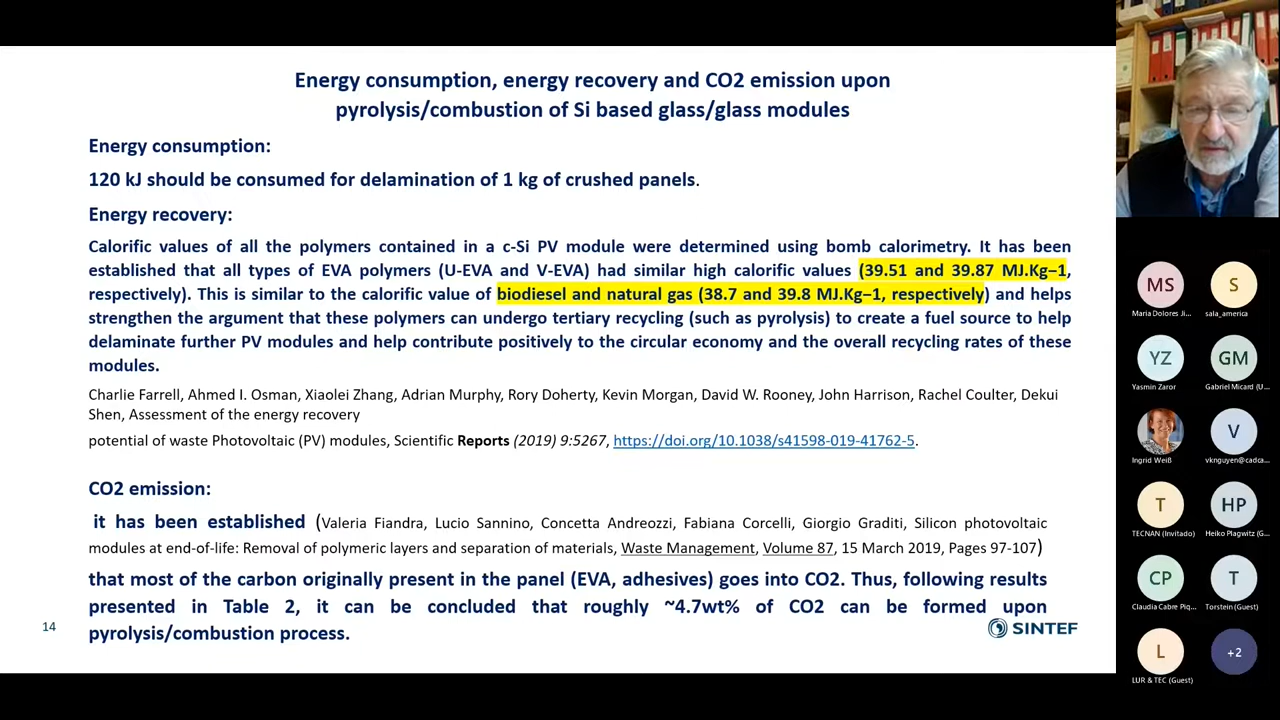 Energy consumption, energy recovery and CO2 emission upon
pyrolysis/combustion of Si based glass/glass modules
Energy consumption:
120 kJ should be consumed for delamination of 1 kg of crushed panels.
Energy recovery:
Calorific values of all the polymers contained in a c-Si PV module were determined using bomb calorimetry. It has been
established that all types of EVA polymers (U-EVA and V-EVA) had similar high calorific values (39.51 and 39.87 MJ.Kg−1,
respectively). This is similar to the calorific value of biodiesel and natural gas (38.7 and 39.8 MJ.Kg−1, respectively) and helps
strengthen the argument that these polymers can undergo tertiary recycling (such as pyrolysis) to create a fuel source to help
delaminate further PV modules and help contribute positively to the circular economy and the overall recycling rates of these
modules.
Charlie Farrell, Ahmed I. Osman, Xiaolei Zhang, Adrian Murphy, Rory Doherty, Kevin Morgan, David W. Rooney, John Harrison, Rachel Coulter, Dekui
Shen, Assessment of the energy recovery
potential of waste Photovoltaic (PV) modules, Scientific Reports (2019) 9:5267, https://doi.org/10.1038/s41598-019-41762-5.
CO2 emission:
it has been established (Valeria Fiandra, Lucio Sannino, Concetta Andreozzi, Fabiana Corcelli, Giorgio Graditi, Silicon photovoltaic
modules at end-of-life: Removal of polymeric layers and separation of materials, Waste Management, Volume 87, 15 March 2019, Pages 97-107)
that most of the carbon originally present in the panel (EVA, adhesives) goes into CO2. Thus, following results
presented in Table 2, it can be concluded that roughly ~4.7wt% of CO2 can be formed upon
pyrolysis/combustion process.
14
SINTEF
MS
Maria Dolores Ji...
S
sala_america
YZ
Yasmin Zaror
GM
Gabriel Micard (U...
Ingrid Weiß
V
vknguyen@cadca...
T
TECNAN (Invitado)
HP
Heiko Plagwitz (G...
CP
Claudia Cabre Piq...
T
Torstein (Guest)
L
LUR & TEC (Guest)
+2